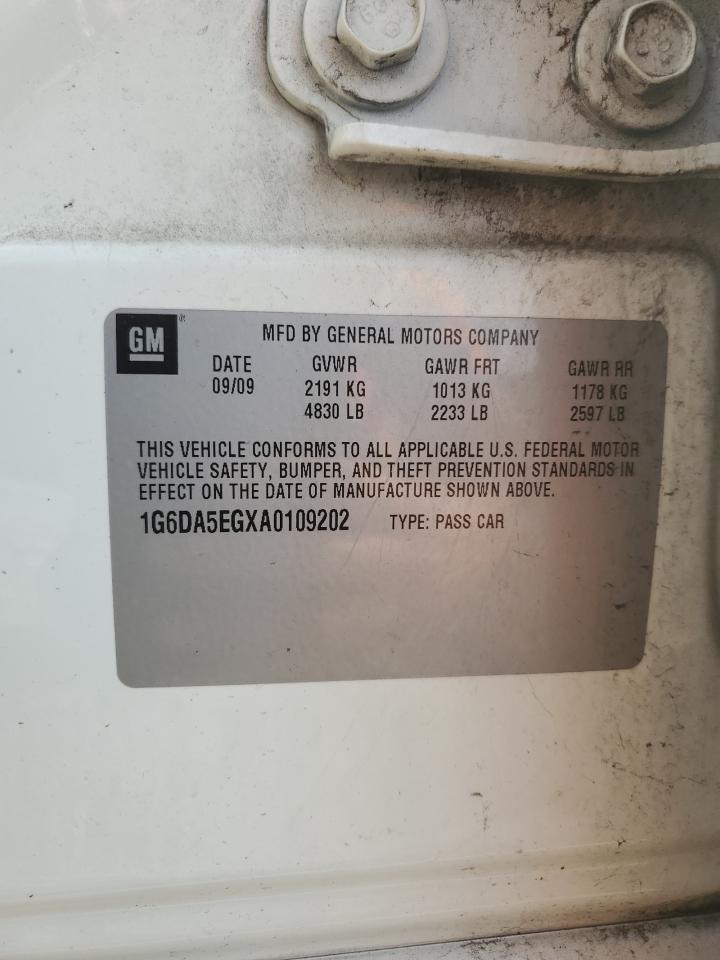 GM®
MFD BY GENERAL MOTORS COMPANY
DATE GVWR GAWR FRT GAWR RR
09/09 2191 KG 1013 KG 1178 KG
4830 LB 2233 LB 2597 LB
THIS VEHICLE CONFORMS TO ALL APPLICABLE U.S. FEDERAL MOTOR
VEHICLE SAFETY, BUMPER, AND THEFT PREVENTION STANDARDS IN
EFFECT ON THE DATE OF MANUFACTURE SHOWN ABOVE.
1G6DA5EGXA0109202 TYPE: PASS CAR